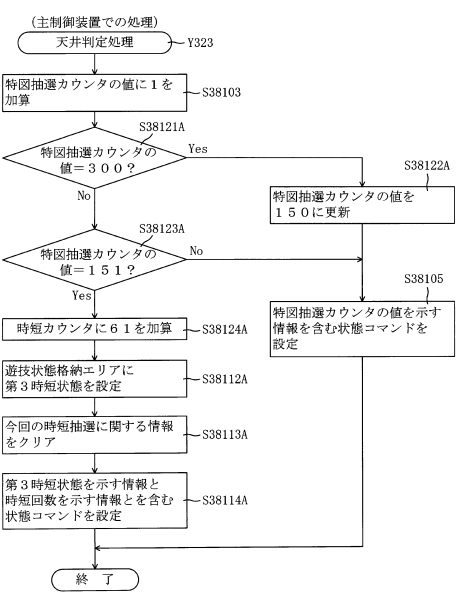 (主制御装置での処理)
天井判定処理
Y323
特図抽選カウンタの値に1を
加算
S38103
S38121A
特図抽選カウンタの
値=300?
Yes
No
S38122A
特図抽選カウンタの値を
150に更新
S38123A
特図抽選カウンタの
値=151?
No
Yes
S38105
特図抽選カウンタの値を示す
情報を含む状態コマンドを
設定
時短カウンタに61を加算
S38124A
遊技状態格納エリアに
第3時短状態を設定
S38112A
今回の時短抽選に関する情報
をクリア
S38113A
第3時短状態を示す情報と
時短回数を示す情報とを含む
状態コマンドを設定
S38114A
終 了